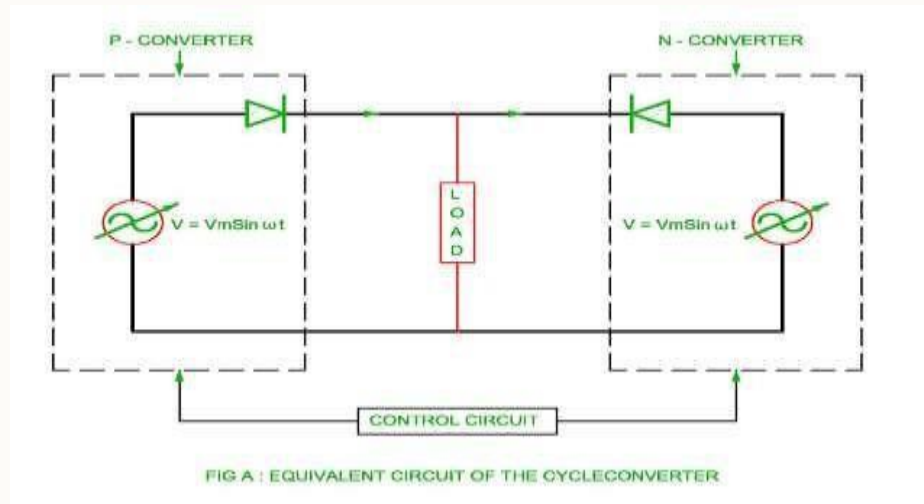 P - CONVERTER
N - CONVERTER
V = VmSin ωt
L
O
A
D
V = VmSin ωt
CONTROL CIRCUIT
FIG A : EQUIVALENT CIRCUIT OF THE CYCLECONVERTER